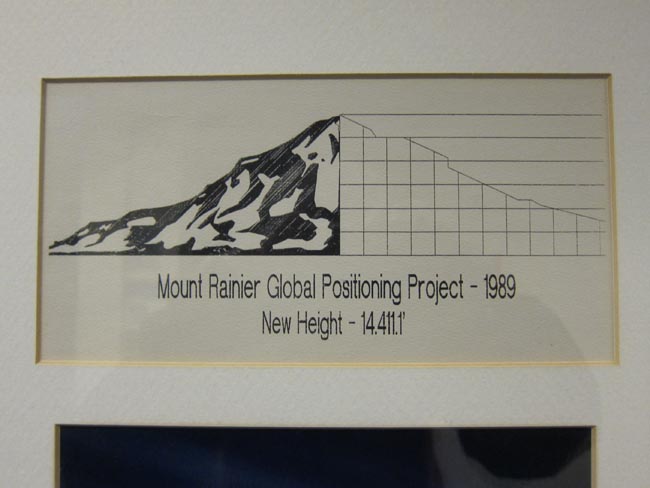 Mount Rainier Global Positioning Project - 1989
New Height - 14.411.1'